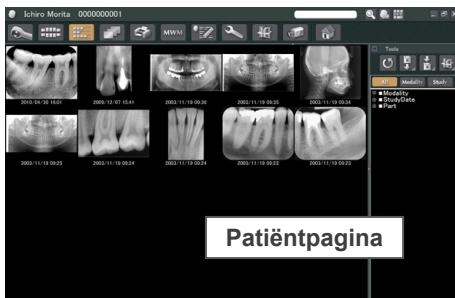 Ichiro Morita 0000000001
MWM
Tools
All Modality Study
Modality
StudyDate
Part
2010/04/30 16:01
2009/12/07 15:41
2003/11/19 09:36
2003/11/19 09:35
2003/11/19 09:34
2003/11/19 09:25
2003/11/19 09:24
2003/11/19 09:24
2003/11/19 09:23
2003/11/19 09:23
Patiëntpagina